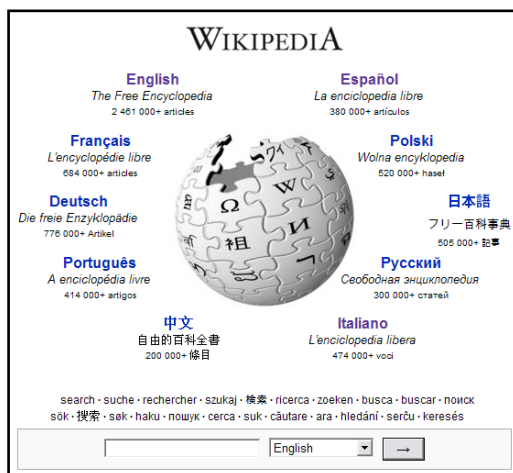 WIKIPEDIA
English
The Free Encyclopedia
2 461 000+ articles
Español
La enciclopedia libre
380 000+ artículos
Français
L'encyclopédie libre
684 000+ articles
Polski
Wolna encyklopedia
520 000+ haseł
Deutsch
Die freie Enzyklopädie
776 000+ Artikel
日本語
フリー百科事典
505 000+ 記事
Português
A enciclopédia livre
414 000+ artigos
Русский
Свободная энциклопедия
300 000+ статей
中文
自由的百科全書
200 000+ 條目
Italiano
L'enciclopedia libera
474 000+ voci
Ω
W
И
祖
search · suche · rechercher · szukaj · 検索 · ricerca · zoeken · busca · buscar · поиск
sök · 搜索 · søk · haku · пошук · cerca · suk · căutare · ara · hledání · serĉu · keresés
English
→